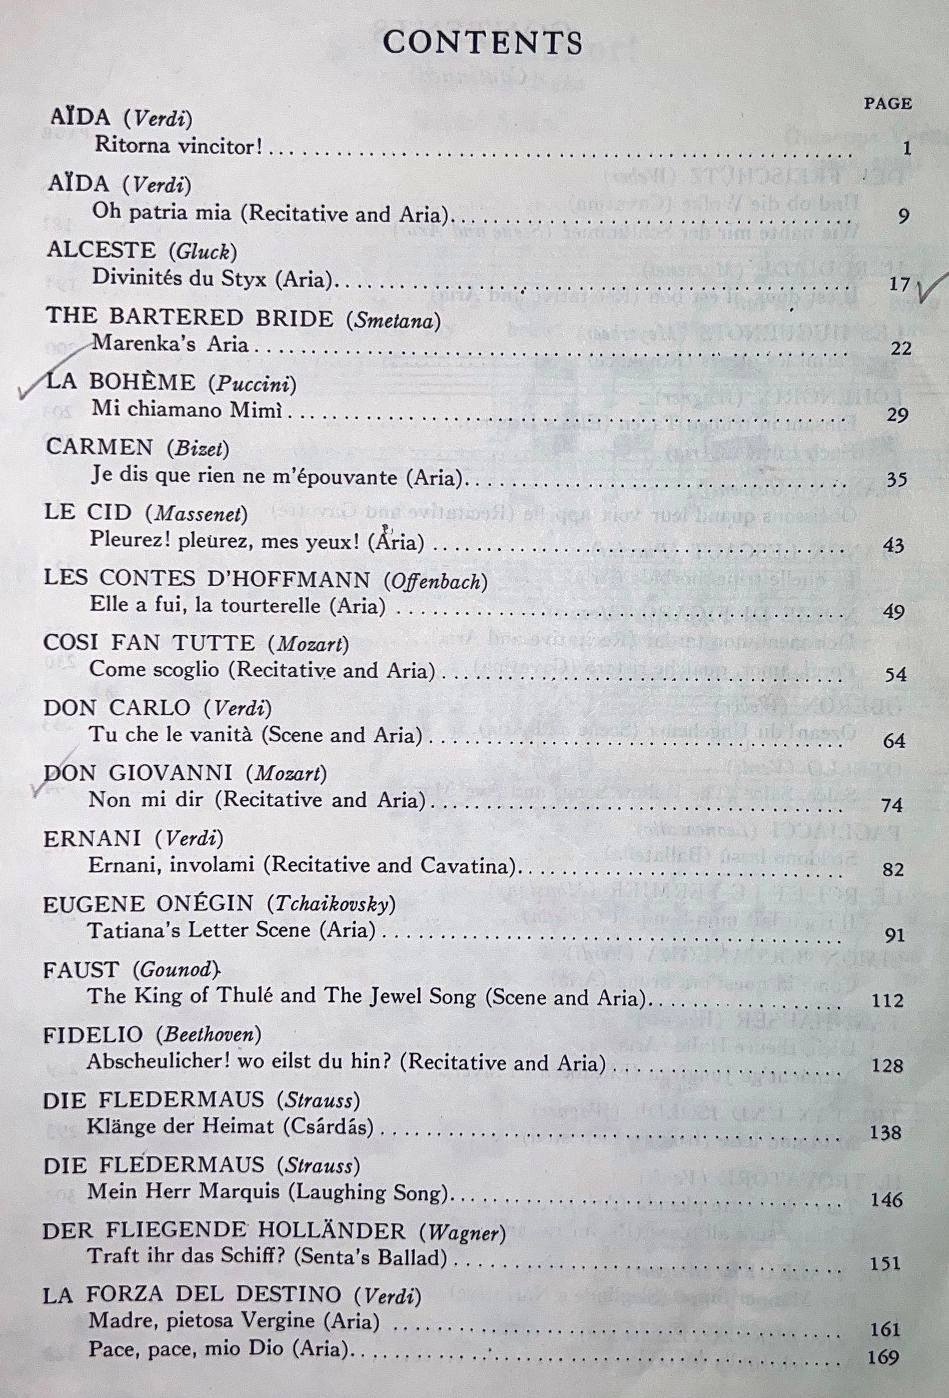 CONTENTS
PAGE
AÏDA (Verdi)
Ritorna vincitor! 1
AÏDA (Verdi)
Oh patria mia (Recitative and Aria). 9
ALCESTE (Gluck)
Divinités du Styx (Aria). 17
THE BARTERED BRIDE (Smetana)
Marenka's Aria 22
LA BOHÈME (Puccini)
Mi chiamano Mimì 29
CARMEN (Bizet)
Je dis que rien ne m'épouvante (Aria). 35
LE CID (Massenet)
Pleurez! pleurez, mes yeux! (Aria) 43
LES CONTES D'HOFFMANN (Offenbach)
Elle a fui, la tourterelle (Aria) 49
COSI FAN TUTTE (Mozart)
Come scoglio (Recitative and Aria) 54
DON CARLO (Verdi)
Tu che le vanità (Scene and Aria) 64
DON GIOVANNI (Mozart)
Non mi dir (Recitative and Aria) 74
ERNANI (Verdi)
Ernani, involami (Recitative and Cavatina). 82
EUGENE ONÉGIN (Tchaikovsky)
Tatiana's Letter Scene (Aria) 91
FAUST (Gounod)
The King of Thulé and The Jewel Song (Scene and Aria). 112
FIDELIO (Beethoven)
Abscheulicher! wo eilst du hin? (Recitative and Aria) 128
DIE FLEDERMAUS (Strauss)
Klänge der Heimat (Csárdás) 138
DIE FLEDERMAUS (Strauss)
Mein Herr Marquis (Laughing Song). 146
DER FLIEGENDE HOLLÄNDER (Wagner)
Traft ihr das Schiff? (Senta's Ballad) 151
LA FORZA DEL DESTINO (Verdi)
Madre, pietosa Vergine (Aria) 161
Pace, pace, mio Dio (Aria). 169